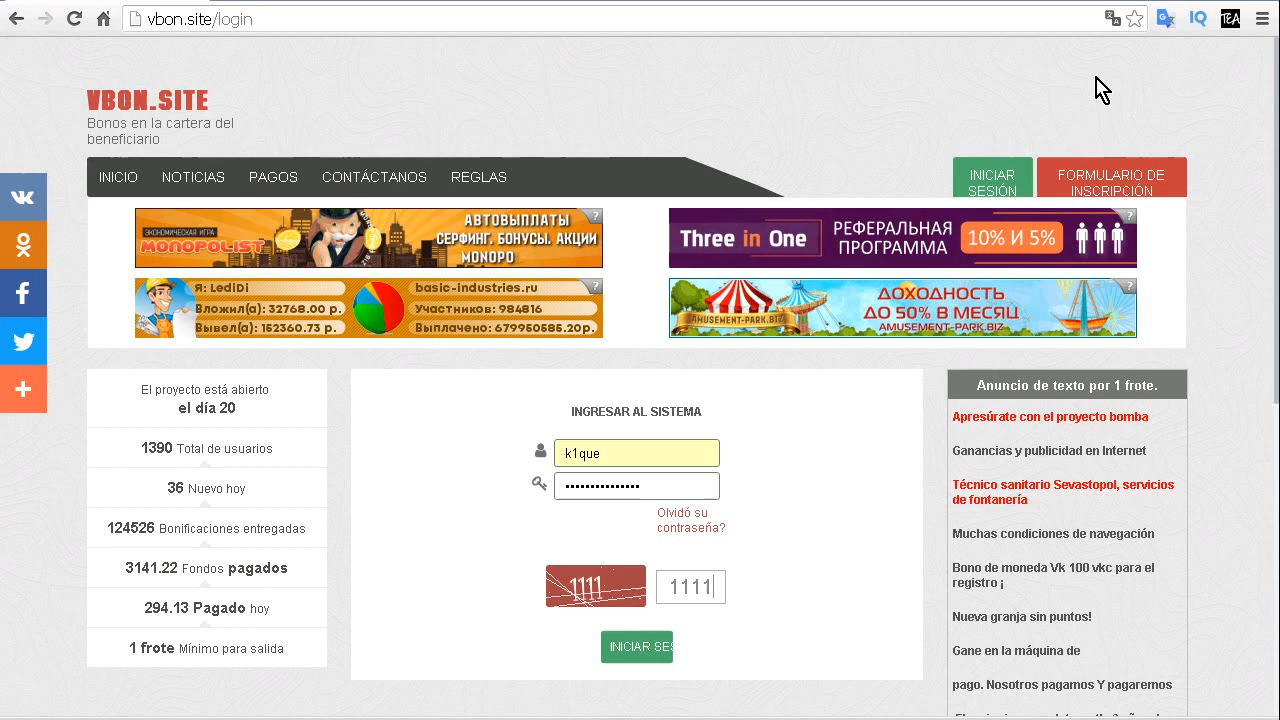 vbon.site/login
IQ
TEA
VBON.SITE
Bonos en la cartera del
beneficiario
INICIO
NOTICIAS
PAGOS
CONTÁCTANOS
REGLAS
INICIAR
SESIÓN
FORMULARIO DE
INSCRIPCIÓN
ЭКОНОМИЧЕСКАЯ ИГРА
MONOPOLIST
АВТОВЫПЛАТЫ
СЕРФИНГ. БОНУСЫ. АКЦИИ
MONOPO
?
Three in One
РЕФЕРАЛЬНАЯ
ПРОГРАММА
10% И 5%
?
Я: LediDi
Вложил(а): 32768.00 р.
Вывел(а): 152360.73 р.
basic-industries.ru
Участников: 984816
Выплачено: 679950585.20р.
?
AMUSEMENT-PARK.BIZ
ДОХОДНОСТЬ
ДО 50% В МЕСЯЦ
AMUSEMENT-PARK.BIZ
?
El proyecto está abierto
el día 20
1390 Total de usuarios
36 Nuevo hoy
124526 Bonificaciones entregadas
3141.22 Fondos pagados
294.13 Pagado hoy
1 frote Mínimo para salida
INGRESAR AL SISTEMA
k1que
Olvidó su
contraseña?
1111
1111
INICIAR SES
Anuncio de texto por 1 frote.
Apresúrate con el proyecto bomba
Ganancias y publicidad en Internet
Técnico sanitario Sevastopol, servicios
de fontanería
Muchas condiciones de navegación
Bono de moneda Vk 100 vkc para el
registro ¡
Nueva granja sin puntos!
Gane en la máquina de
pago. Nosotros pagamos Y pagaremos